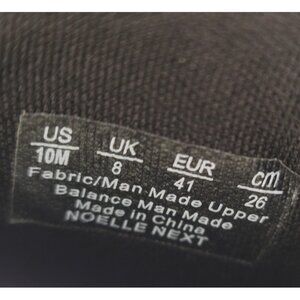 US UK EUR cm
10M 8 41 26
Fabric/Man Made Upper
Balance Man Made
Made in China
NOELLE NEXT